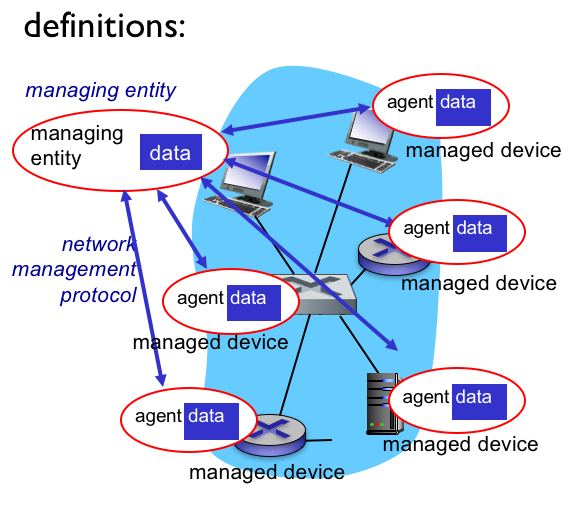 definitions:
managing entity
managing
entity
data
agent data
managed device
network
management
protocol
agent data
managed device
agent data
managed device
agent data
managed device
agent data
managed device